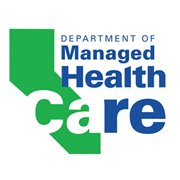 DEPARTMENT OF
Managed
Health
Care